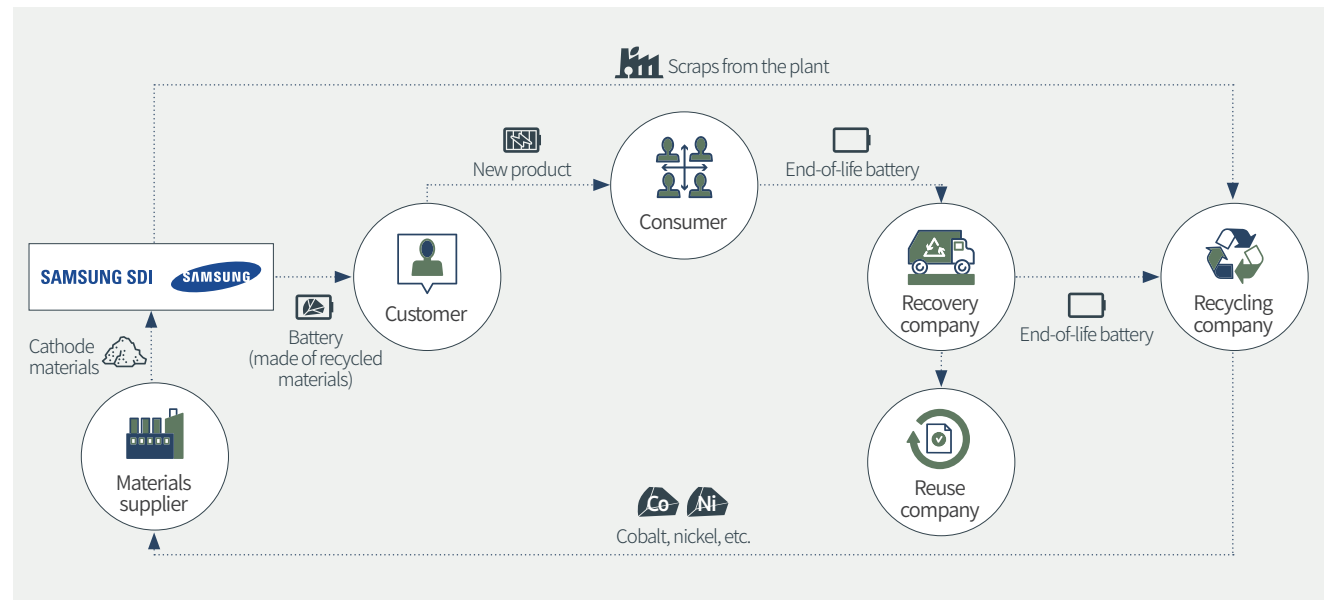 Scraps from the plant
New product
End-of-life battery
Consumer
SAMSUNG SDI
SAMSUNG
Customer
Recovery
company
Recycling
company
Battery
(made of recycled
materials)
End-of-life battery
Cathode
materials
Materials
supplier
Reuse
company
Co
Ni
Cobalt, nickel, etc.